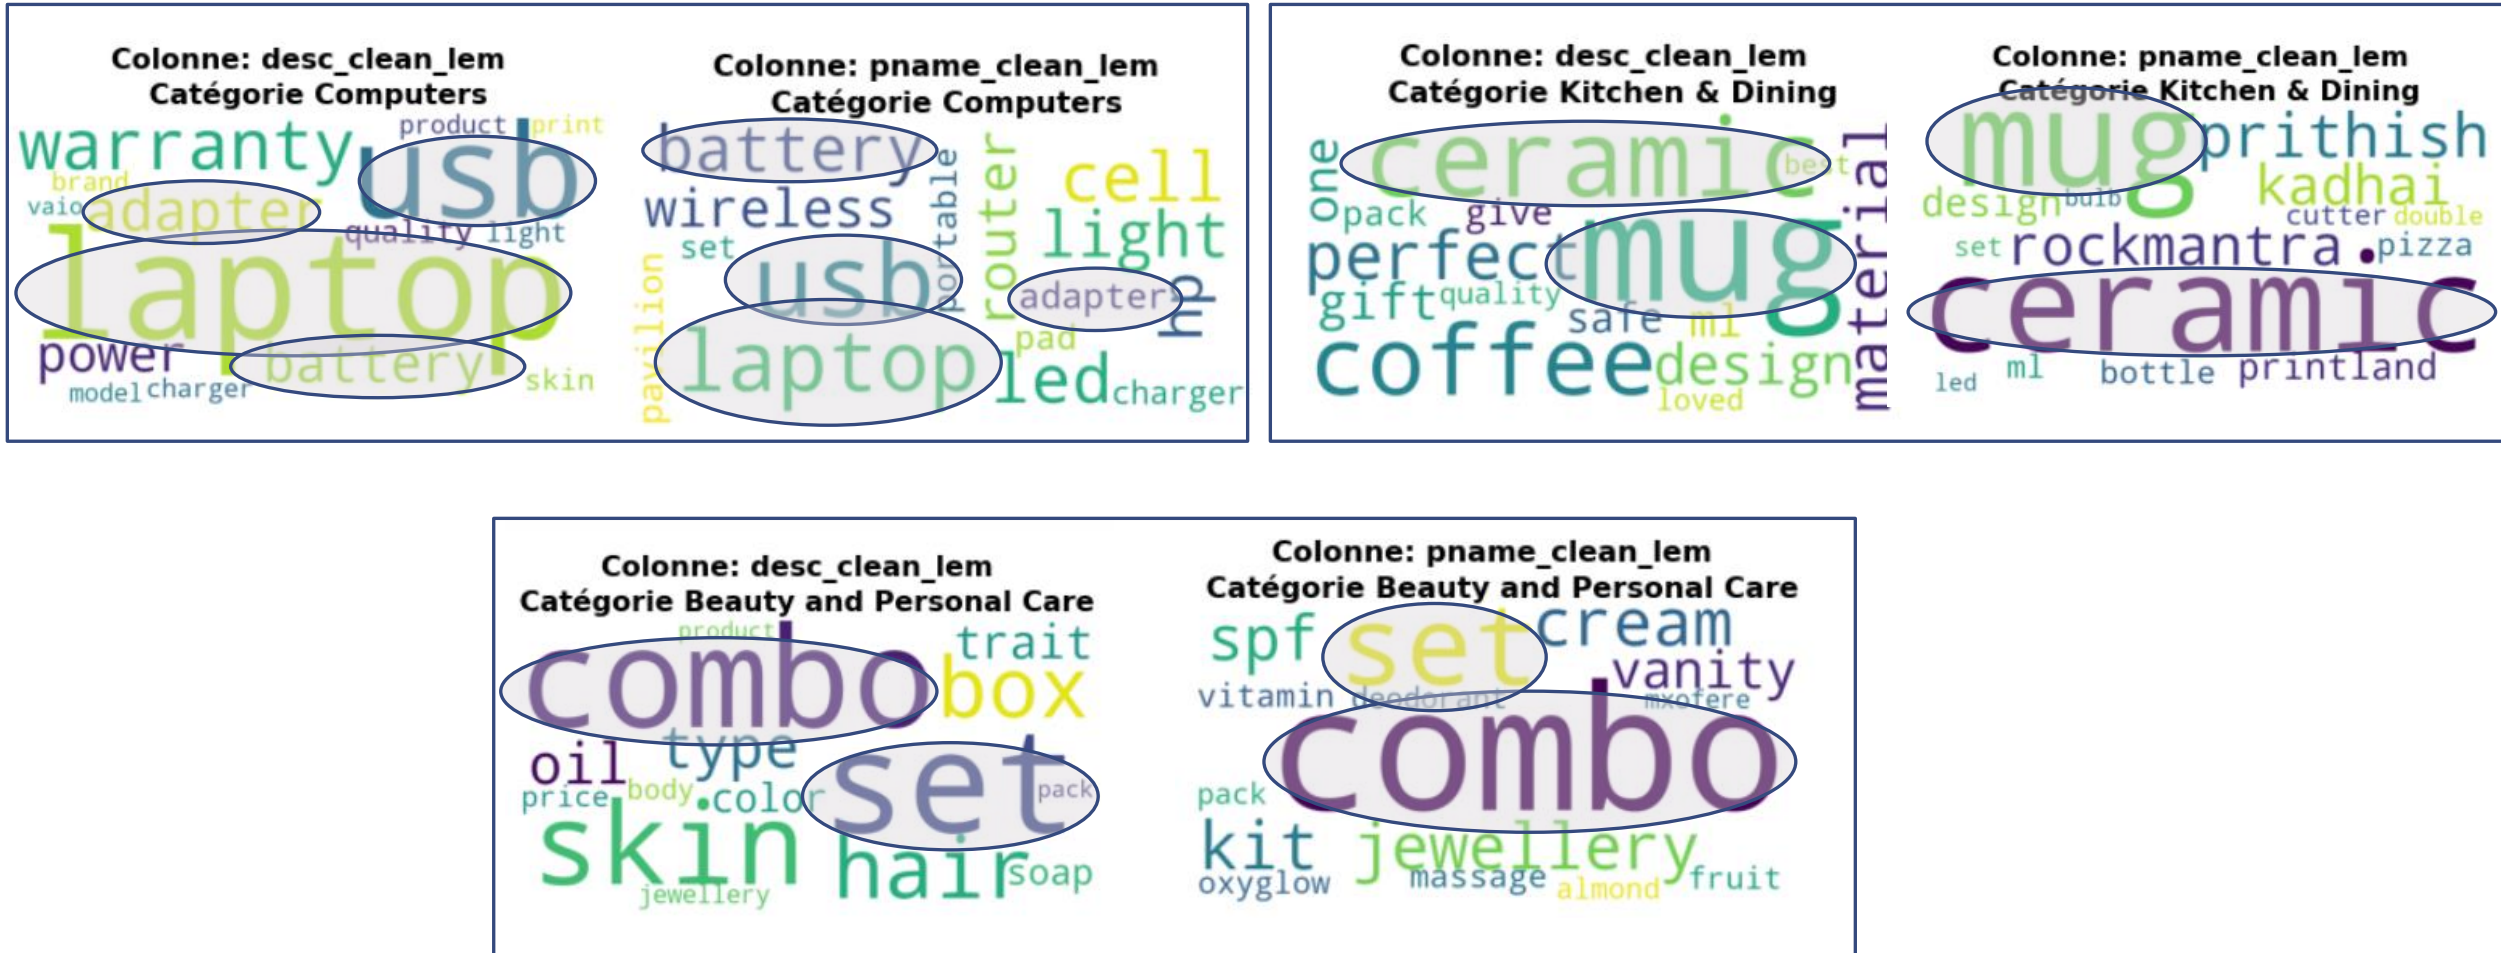 Colonne: desc_clean_lem
Catégorie Computers
product print
warranty usb
brand
vaio adapter
quality light
laptop
power battery
model charger skin
Colonne: pname_clean_lem
Catégorie Computers
battery
wireless portable router cell
set light
usb
pavilion adapter hp
laptop pad
led charger
Colonne: desc_clean_lem
Catégorie Kitchen & Dining
one ceramic best material
pack give
perfect mug
gift quality
safe ml
coffee design
loved
Colonne: pname_clean_lem
Catégorie Kitchen & Dining
mug prithish
design bulb kadhai
cutter double
set rockmantra pizza
ceramic
led ml bottle printland
Colonne: desc_clean_lem
Catégorie Beauty and Personal Care
product trait
combo box
oil type
price body color set pack
skin hair soap
jewellery
Colonne: pname_clean_lem
Catégorie Beauty and Personal Care
spf set cream
vanity
vitamin deodorant mxofere
combo
pack
kit jewellery
oxyglow massage almond fruit